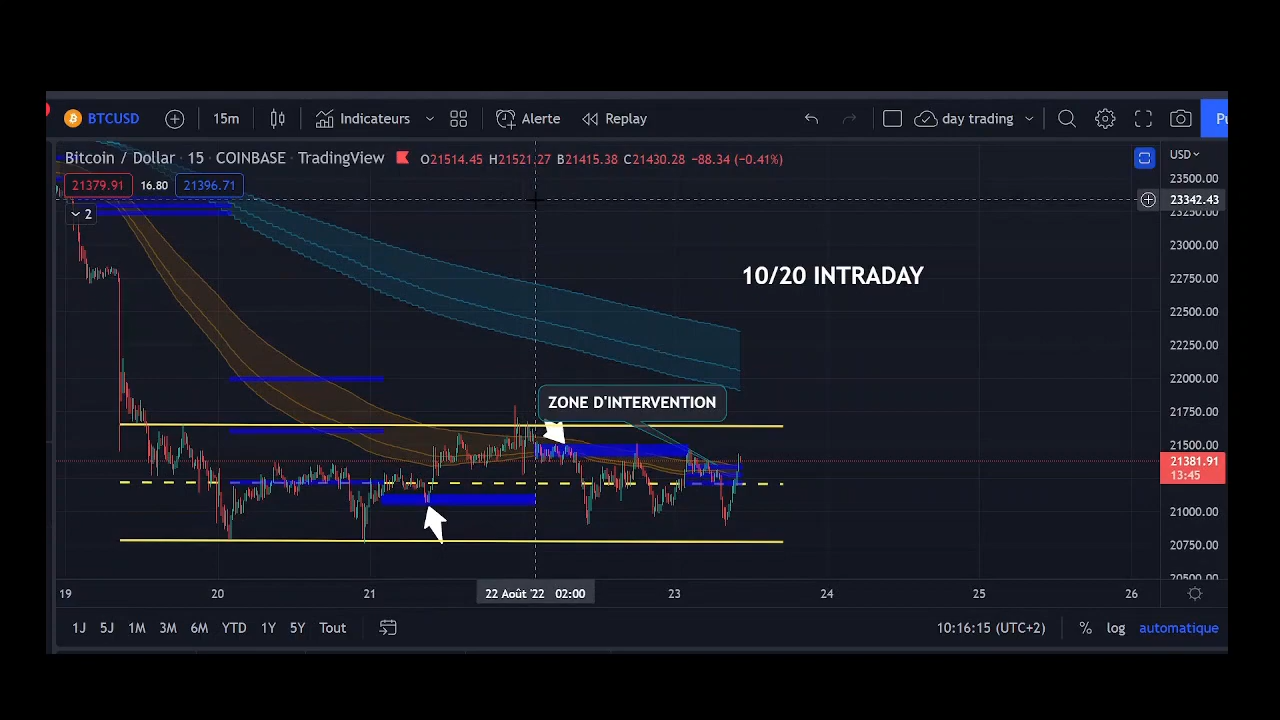 BTCUSD 15m Indicateurs Alerte Replay day trading Pu
Bitcoin / Dollar · 15 · COINBASE · TradingView O21514.45 H21521.27 B21415.38 C21430.28 −88.34 (−0.41%) USD
21379.91 16.80 21396.71
2
23500.00
23342.43
23250.00
23000.00
10/20 INTRADAY
22750.00
22500.00
22250.00
22000.00
ZONE D'INTERVENTION
21750.00
21500.00
21381.91
13:45
21000.00
20750.00
20500.00
19 20 21 22 Août '22 02:00 23 24 25 26
1J 5J 1M 3M 6M YTD 1Y 5Y Tout 10:16:15 (UTC+2) % log automatique